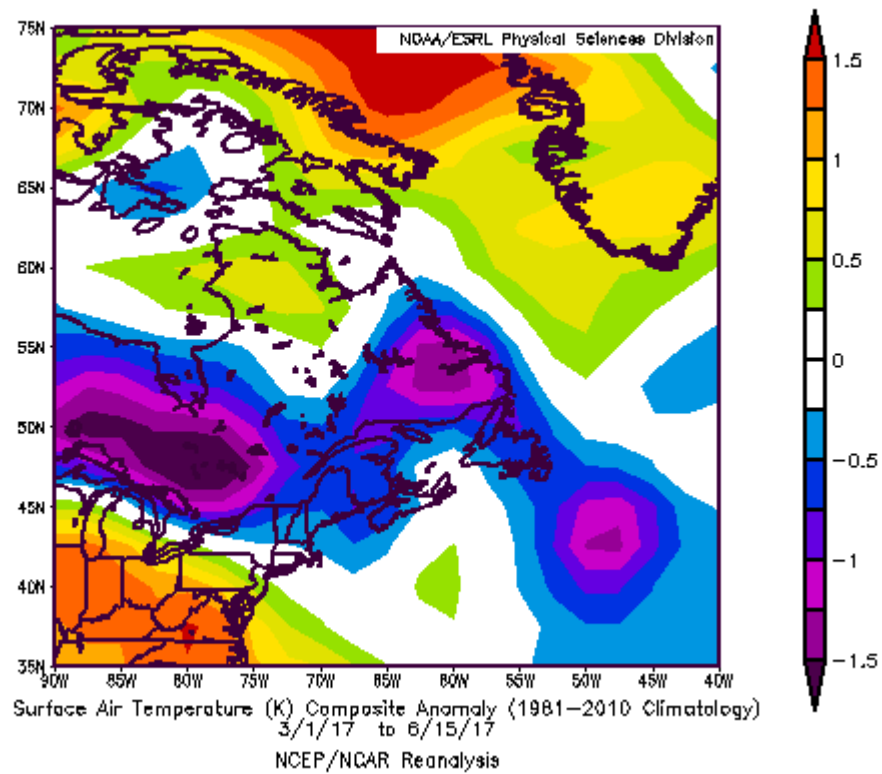 NOAA/ESRL Physical Sciences Division
75N
70N
65N
60N
55N
50N
45N
40N
35N
90W 85W 80W 75W 70W 65W 60W 55W 50W 45W 40W
1.5
1
0.5
0
-0.5
-1
-1.5
Surface Air Temperature (K) Composite Anomaly (1981-2010 Climatology)
3/1/17 to 6/15/17
NCEP/NCAR Reanalysis